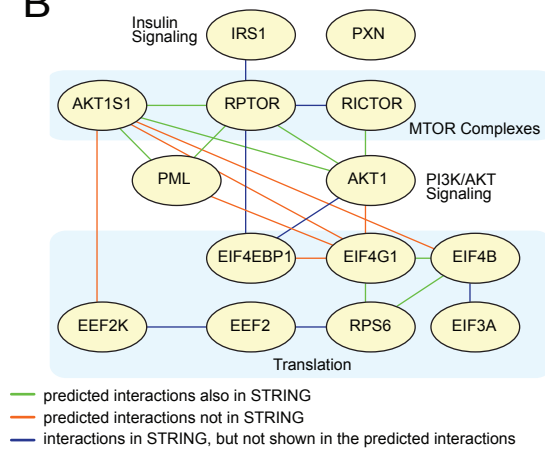 B
Insulin
Signaling
IRS1
PXN
AKT1S1
RPTOR
RICTOR
MTOR Complexes
PML
AKT1
PI3K/AKT
Signaling
EIF4EBP1
EIF4G1
EIF4B
EEF2K
EEF2
RPS6
EIF3A
Translation
predicted interactions also in STRING
predicted interactions not in STRING
interactions in STRING, but not shown in the predicted interactions